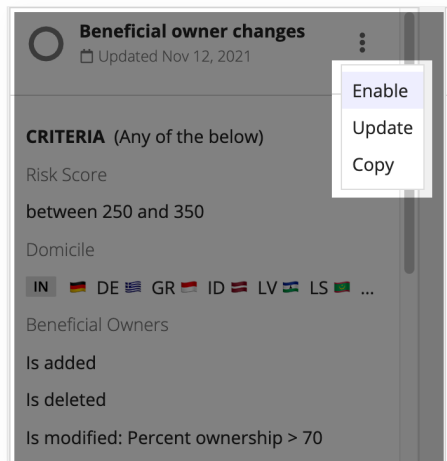 Beneficial owner changes
Updated Nov 12, 2021
Enable
Update
Copy
CRITERIA (Any of the below)
Risk Score
between 250 and 350
Domicile
IN DE GR ID LV LS ...
Beneficial Owners
Is added
Is deleted
Is modified: Percent ownership > 70